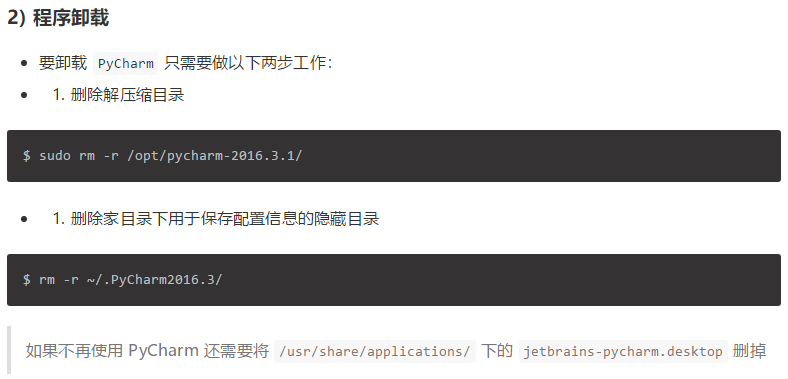 2) 程序卸载
要卸载 PyCharm 只需要做以下两步工作：
1. 删除解压缩目录
$ sudo rm -r /opt/pycharm-2016.3.1/
1. 删除家目录下用于保存配置信息的隐藏目录
$ rm -r ~/.PyCharm2016.3/
如果不再使用 PyCharm 还需要将 /usr/share/applications/ 下的 jetbrains-pycharm.desktop 删掉